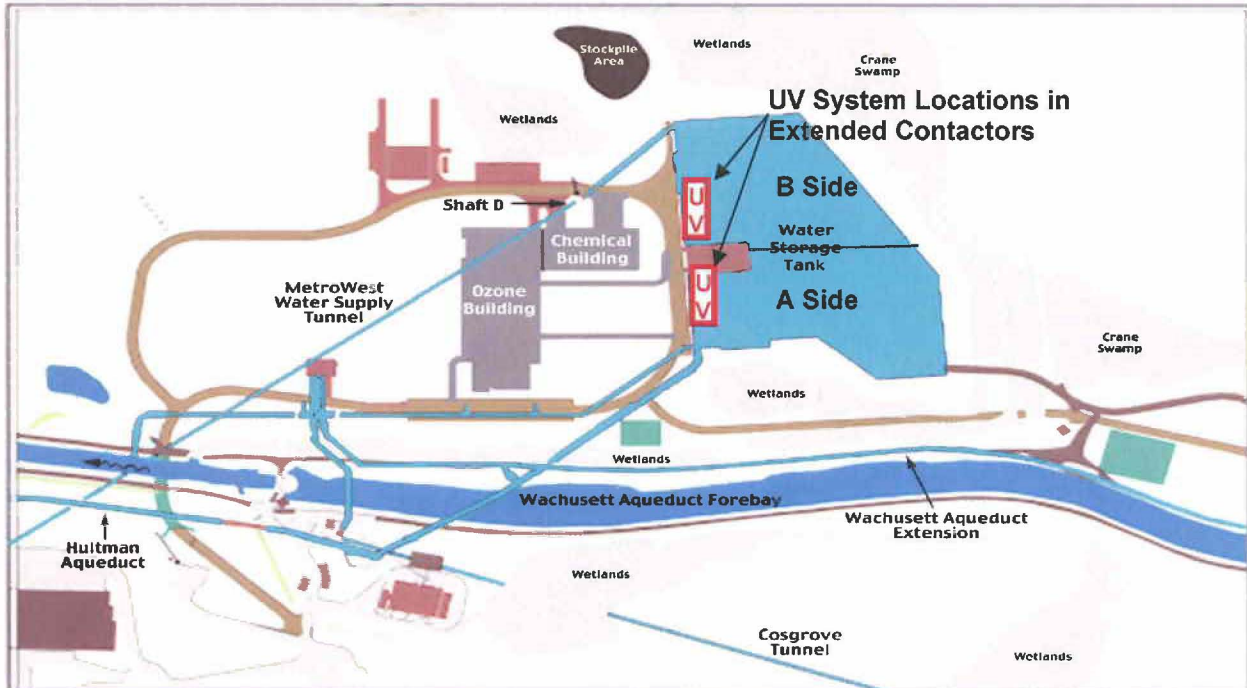 Stockpile
Area
Wetlands
Crane
Swamp
UV System Locations in
Extended Contactors
Wetlands
B Side
U
V
Shaft D
Water
Storage
Tank
Chemical
Building
MetroWest
Water Supply
Tunnel
Ozone
Building
U
V
A Side
Crane
Swamp
Wetlands
Wetlands
Wachusett Aqueduct Forebay
Wachusett Aqueduct
Extension
Hultman
Aqueduct
Wetlands
Cosgrove
Tunnel
Wetlands